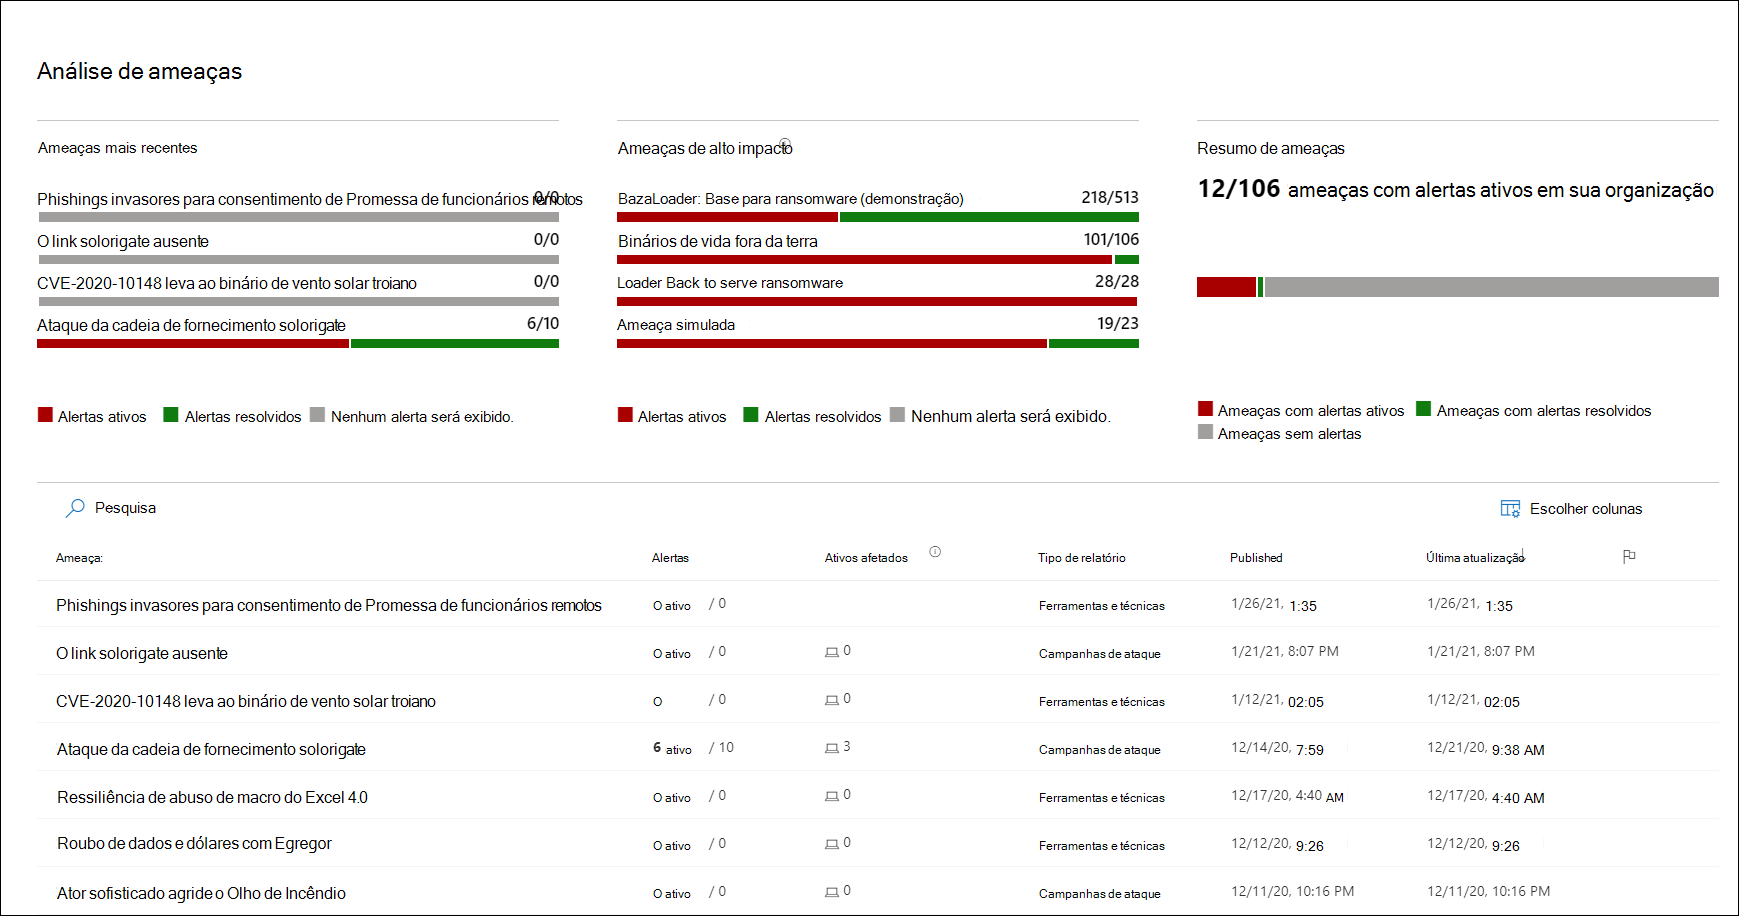 Análise de ameaças
Ameaças mais recentes
Phishings invasores para consentimento de Promessa de funcionários remotos 0/0
O link solorigate ausente 0/0
CVE-2020-10148 leva ao binário de vento solar troiano 0/0
Ataque da cadeia de fornecimento solorigate 6/10
Alertas ativos Alertas resolvidos Nenhum alerta será exibido.
Ameaças de alto impacto
BazaLoader: Base para ransomware (demonstração) 218/513
Binários de vida fora da terra 101/106
Loader Back to serve ransomware 28/28
Ameaça simulada 19/23
Alertas ativos Alertas resolvidos Nenhum alerta será exibido.
Resumo de ameaças
12/106 ameaças com alertas ativos em sua organização
Ameaças com alertas ativos Ameaças com alertas resolvidos
Ameaças sem alertas
Pesquisa Escolher colunas
Ameaça: Alertas Ativos afetados Tipo de relatório Published Última atualização
Phishings invasores para consentimento de Promessa de funcionários remotos O ativo / 0 Ferramentas e técnicas 1/26/21, 1:35 1/26/21, 1:35
O link solorigate ausente O ativo / 0 0 Campanhas de ataque 1/21/21, 8:07 PM 1/21/21, 8:07 PM
CVE-2020-10148 leva ao binário de vento solar troiano O / 0 0 Ferramentas e técnicas 1/12/21, 02:05 1/12/21, 02:05
Ataque da cadeia de fornecimento solorigate 6 ativo / 10 3 Campanhas de ataque 12/14/20, 7:59 12/21/20, 9:38 AM
Ressiliência de abuso de macro do Excel 4.0 O ativo / 0 0 Ferramentas e técnicas 12/17/20, 4:40 AM 12/17/20, 4:40 AM
Roubo de dados e dólares com Egregor O ativo / 0 0 Ferramentas e técnicas 12/12/20, 9:26 12/12/20, 9:26
Ator sofisticado agride o Olho de Incêndio O ativo / 0 0 Campanhas de ataque 12/11/20, 10:16 PM 12/11/20, 10:16 PM